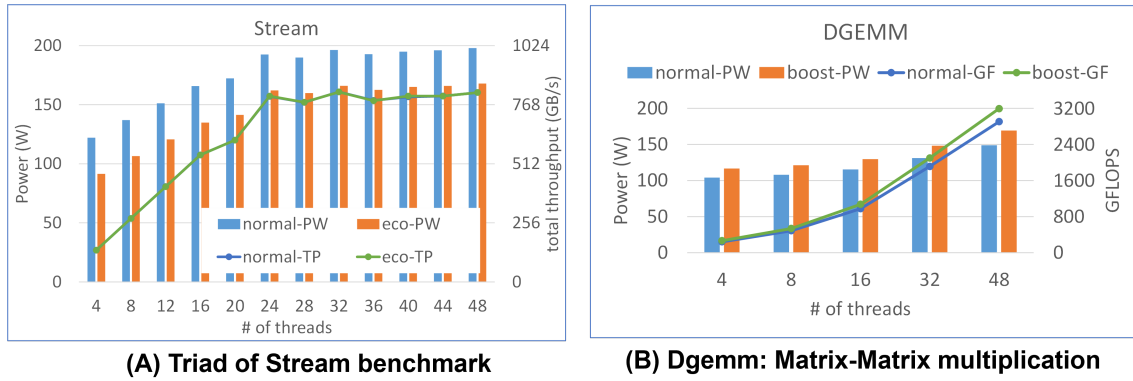 Stream
200
150
100
50
0
Power (W)
1024
768
512
256
0
total throughput (GB/s)
normal-PW
eco-PW
normal-TP
eco-TP
4 8 12 16 20 24 28 32 36 40 44 48
# of threads
(A) Triad of Stream benchmark
DGEMM
normal-PW boost-PW normal-GF boost-GF
200
150
100
50
0
Power (W)
3200
2400
1600
800
0
GFLOPS
4 8 16 32 48
# of threads
(B) Dgemm: Matrix-Matrix multiplication